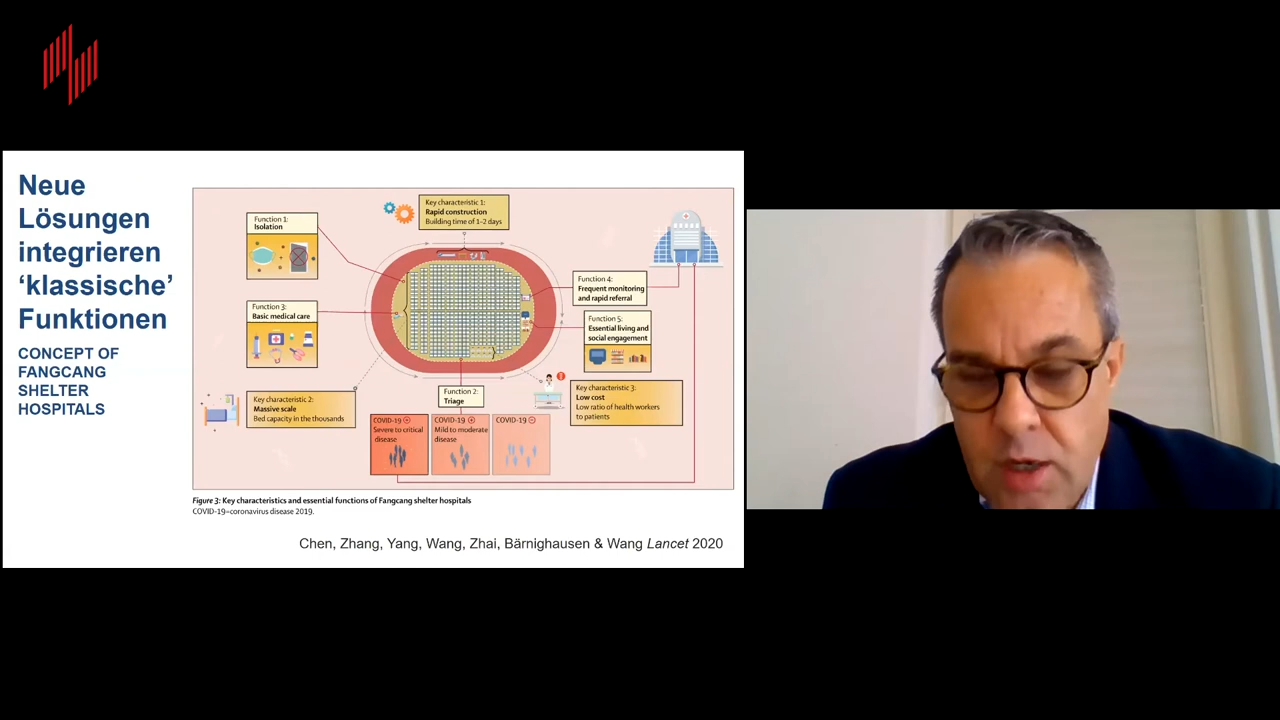 Neue
Lösungen
integrieren
‘klassische’
Funktionen
CONCEPT OF
FANGCANG
SHELTER
HOSPITALS
Function 1:
Isolation
Key characteristic 1:
Rapid construction
Building time of 1–2 days
Function 3:
Basic medical care
Function 4:
Frequent monitoring
and rapid referral
Function 5:
Essential living and
social engagement
Key characteristic 2:
Massive scale
Bed capacity in the thousands
Function 2:
Triage
Key characteristic 3:
Low cost
Low ratio of health workers
to patients
COVID-19 +
Severe to critical
disease
COVID-19 +
Mild to moderate
disease
COVID-19 –
Figure 3: Key characteristics and essential functions of Fangcang shelter hospitals
COVID-19=coronavirus disease 2019.
Chen, Zhang, Yang, Wang, Zhai, Bärnighausen & Wang Lancet 2020